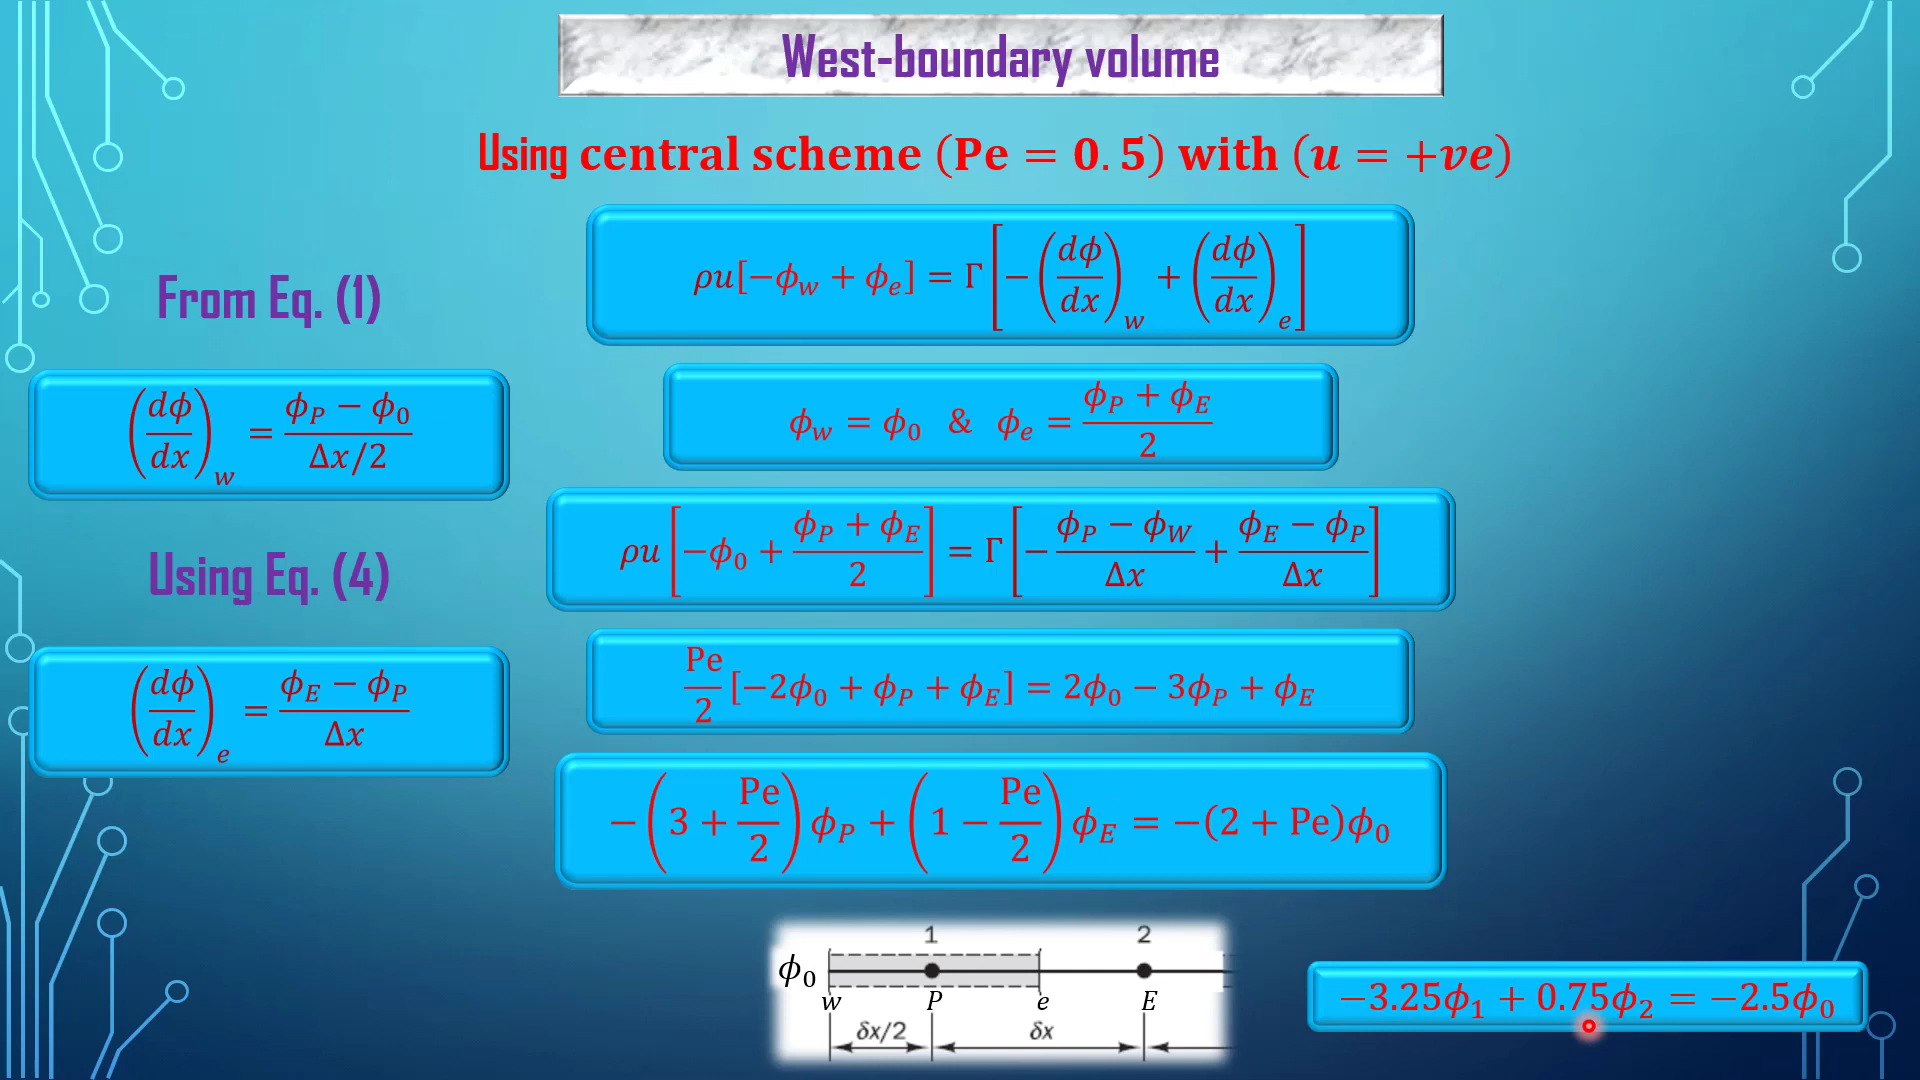 West-boundary volume
Using central scheme (Pe = 0.5) with (u = +ve)
From Eq. (1)
(dϕ/dx)_w = (ϕ_P − ϕ_0)/(Δx/2)
Using Eq. (4)
(dϕ/dx)_e = (ϕ_E − ϕ_P)/Δx
ρu[−ϕ_w + ϕ_e] = Γ[−(dϕ/dx)_w + (dϕ/dx)_e]
ϕ_w = ϕ_0 & ϕ_e = (ϕ_P + ϕ_E)/2
ρu[−ϕ_0 + (ϕ_P + ϕ_E)/2] = Γ[−(ϕ_P − ϕ_W)/Δx + (ϕ_E − ϕ_P)/Δx]
Pe/2 [−2ϕ_0 + ϕ_P + ϕ_E] = 2ϕ_0 − 3ϕ_P + ϕ_E
−(3 + Pe/2)ϕ_P + (1 − Pe/2)ϕ_E = −(2 + Pe)ϕ_0
1 2
ϕ_0
w P e E
δx/2 δx
−3.25ϕ_1 + 0.75ϕ_2 = −2.5ϕ_0